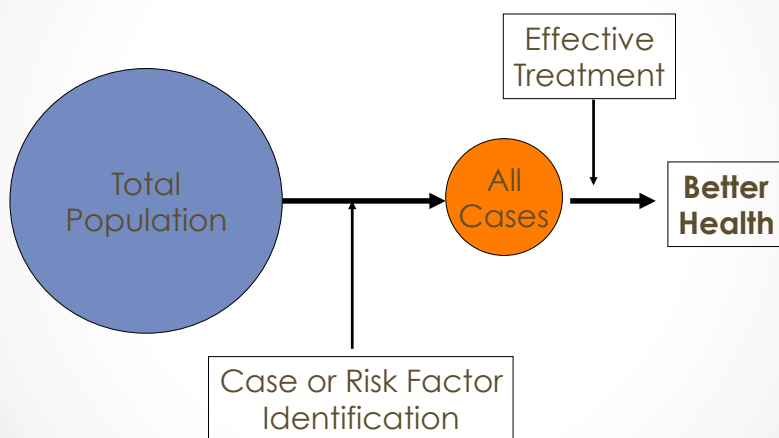 Effective
Treatment
Total
Population
All
Cases
Better
Health
Case or Risk Factor
Identification